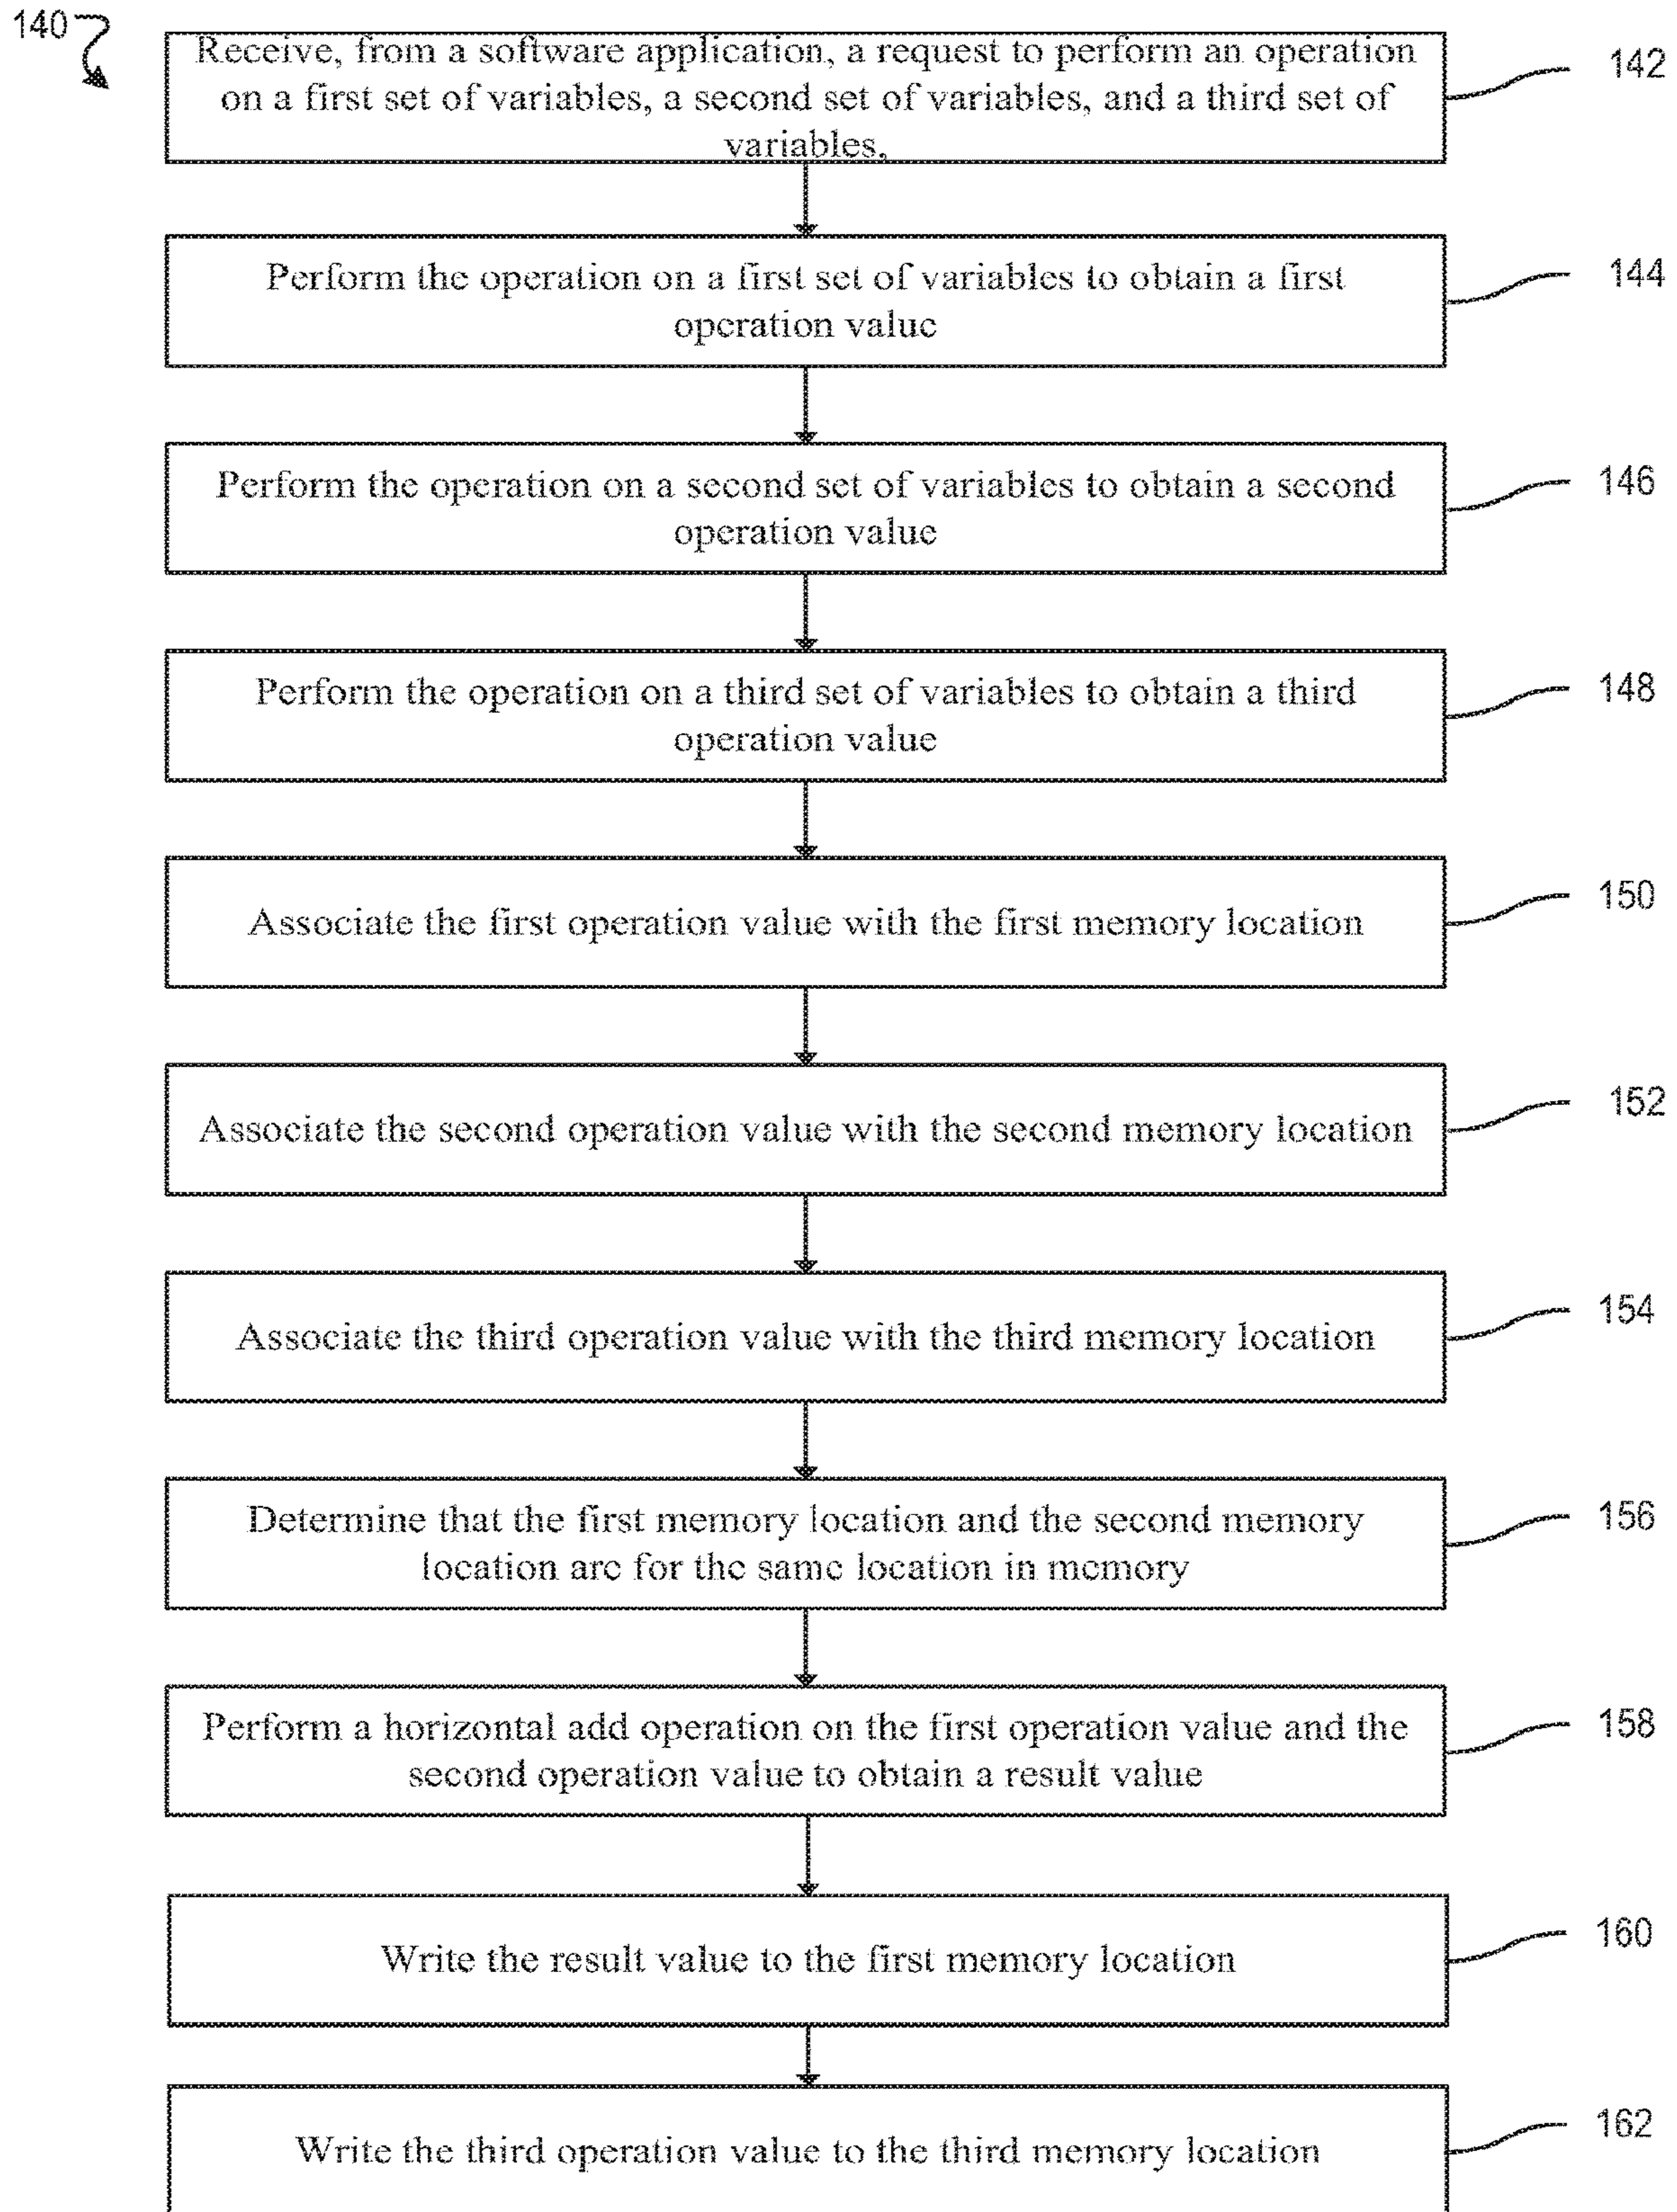 140
Receive, from a software application, a request to perform an operation
on a first set of variables, a second set of variables, and a third set of
variables,
142
Perform the operation on a first set of variables to obtain a first
operation value
144
Perform the operation on a second set of variables to obtain a second
operation value
146
Perform the operation on a third set of variables to obtain a third
operation value
148
Associate the first operation value with the first memory location
150
Associate the second operation value with the second memory location
152
Associate the third operation value with the third memory location
154
Determine that the first memory location and the second memory
location are for the same location in memory
156
Perform a horizontal add operation on the first operation value and the
second operation value to obtain a result value
158
Write the result value to the first memory location
160
Write the third operation value to the third memory location
162